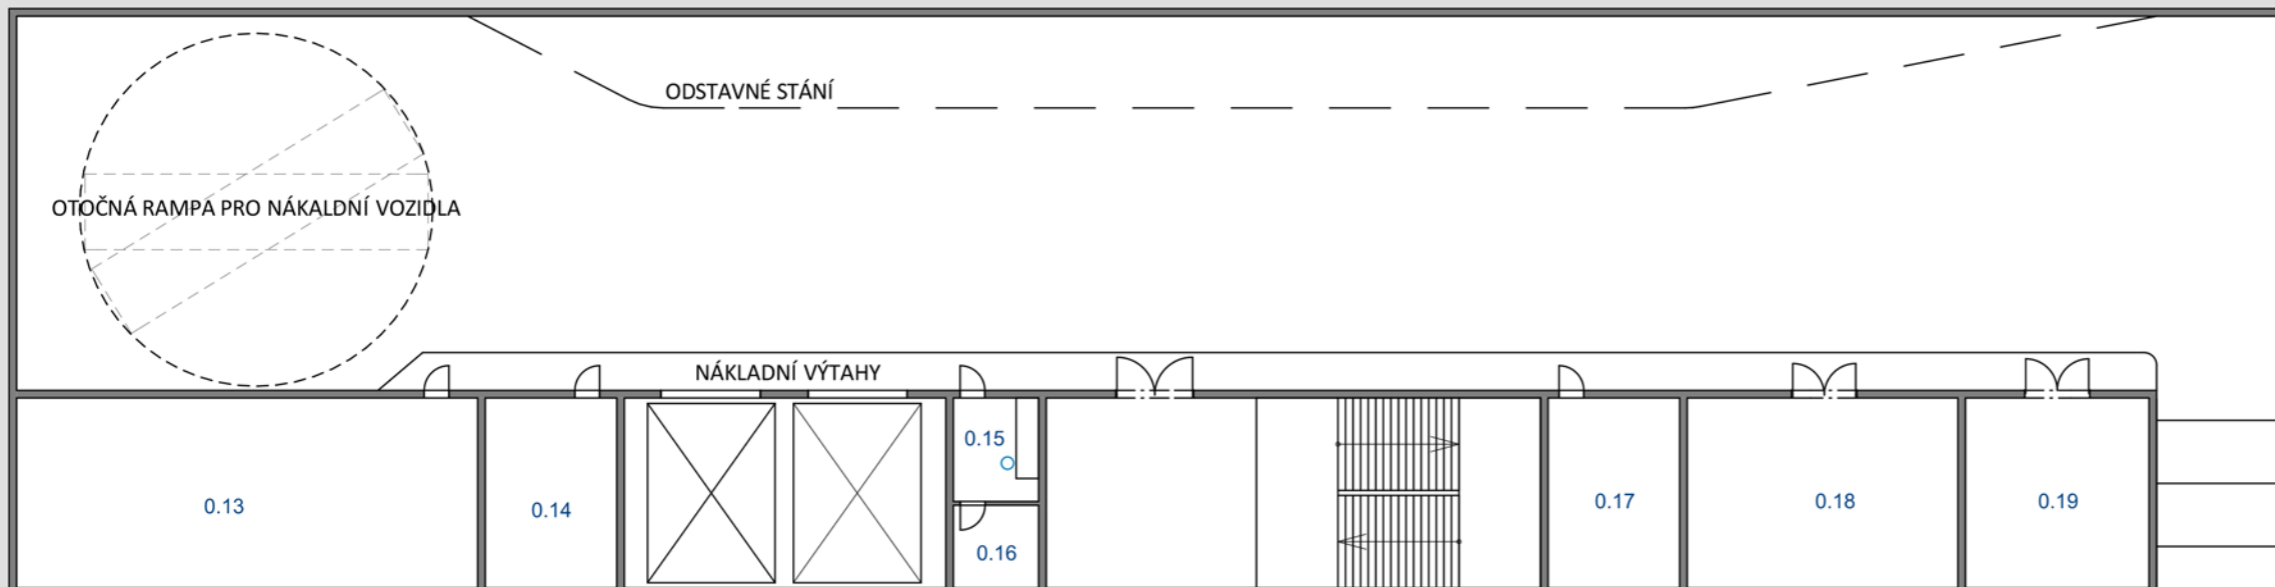 ODSTAVNÉ STÁNÍ
OTOČNÁ RAMPA PRO NÁKALDNÍ VOZIDLA
NÁKLADNÍ VÝTAHY
0.13
0.14
0.15
0.16
0.17
0.18
0.19